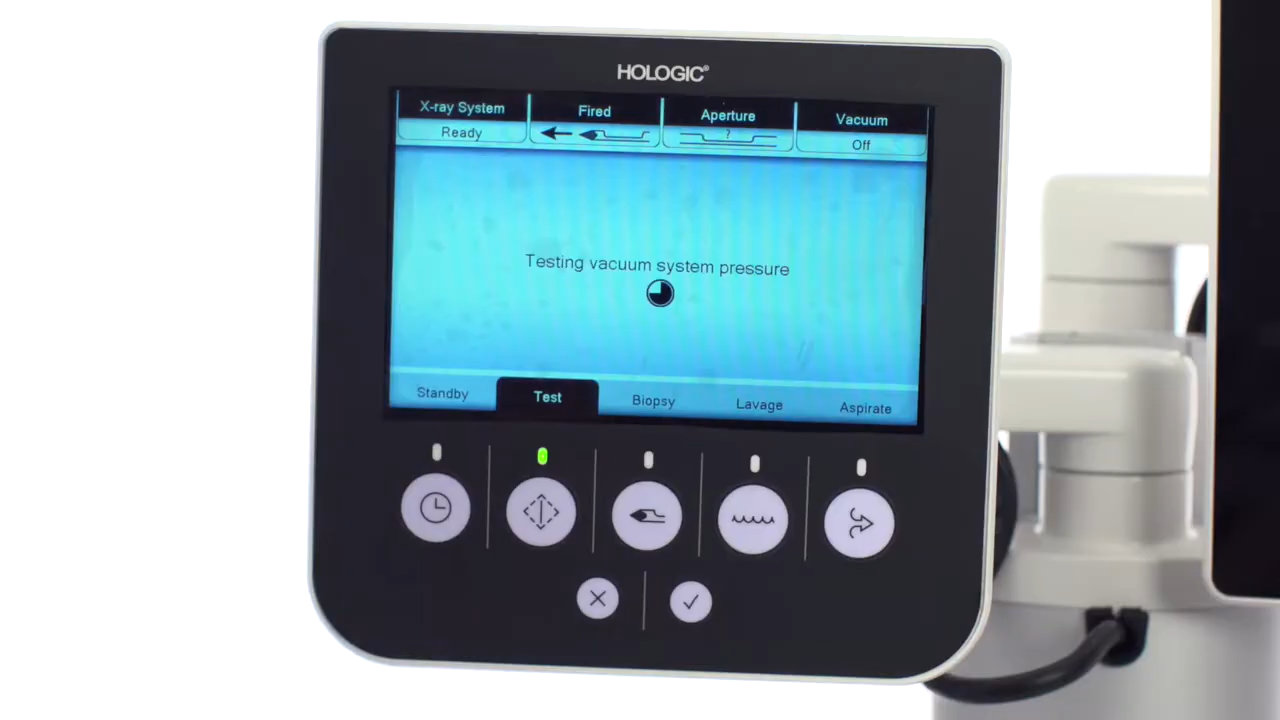 HOLOGIC®
X-ray System Fired Aperture Vacuum
Ready ? Off
Testing vacuum system pressure
Standby Test Biopsy Lavage Aspirate